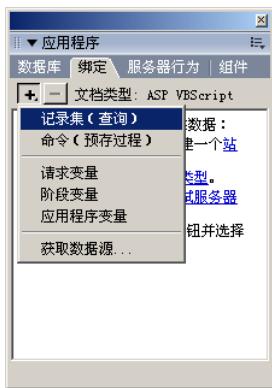 应用程序
数据库 绑定 服务器行为 组件
文档类型: ASP VBScript
记录集(查询)
命令(预存过程)
请求变量
阶段变量
应用程序变量
获取数据源...
数据:
建一个站
类型。
试服务器
钮并选择